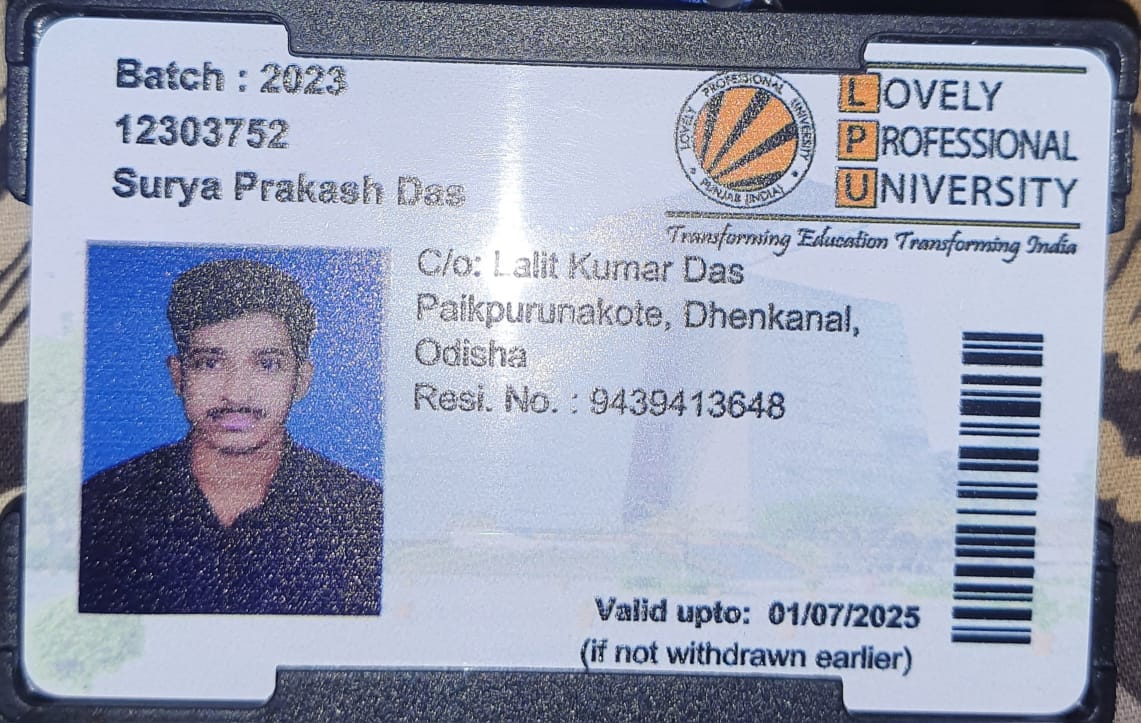 Batch : 2023
12303752
Surya Prakash Das
LOVELY PROFESSIONAL UNIVERSITY
PUNJAB (INDIA)
LOVELY
PROFESSIONAL
UNIVERSITY
Transforming Education Transforming India
C/o: Lalit Kumar Das
Paikpurunakote, Dhenkanal,
Odisha
Resi. No. : 9439413648
Valid upto: 01/07/2025
(if not withdrawn earlier)